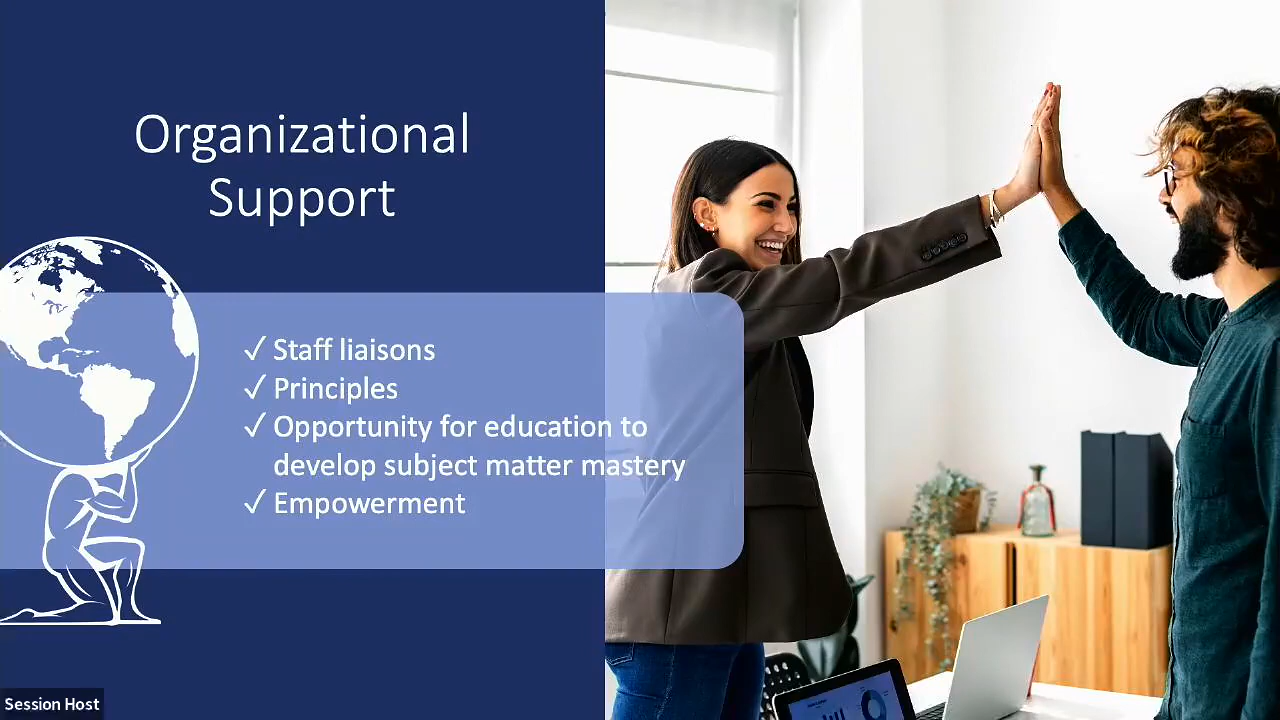 Organizational
Support
✓ Staff liaisons
✓ Principles
✓ Opportunity for education to
develop subject matter mastery
✓ Empowerment
Session Host